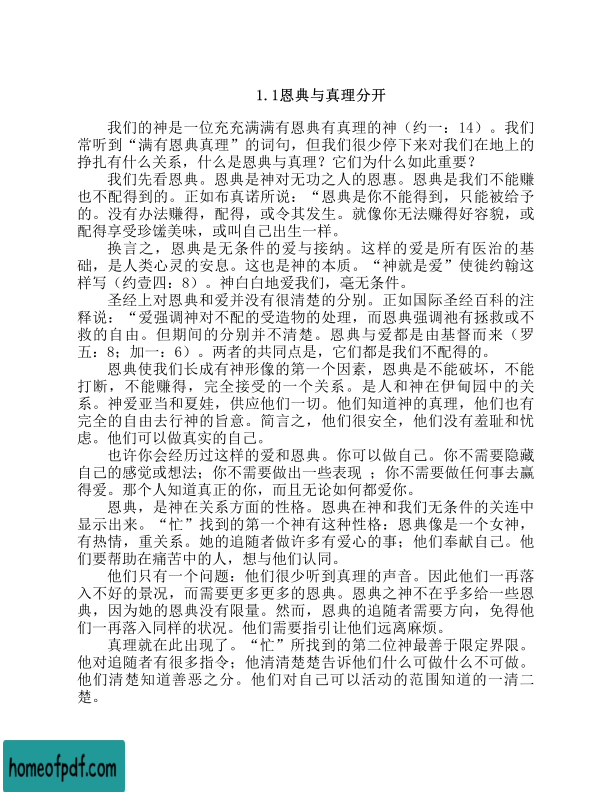 1.1恩典与真理分开
我们的神是一位充充满满有恩典有真理的神（约一：14）。我们
常听到“满有恩典真理”的词句，但我们很少停下来对我们在地上的
挣扎有什么关系，什么是恩典与真理？它们为什么如此重要？
我们先看恩典。恩典是神对无功之人的恩惠。恩典是我们不能赚
也不配得到的。正如布真诺所说：“恩典是你不能得到，只能被给予
的。没有办法赚得，配得，或令其发生。就像你无法赚得好容貌，或
配得享受珍馐美味，或叫自己出生一样。
换言之，恩典是无条件的爱与接纳。这样的爱是所有医治的基
础，是人类心灵的安息。这也是神的本质。“神就是爱”使徒约翰这
样写（约壹四：8）。神白白地爱我们，毫无条件。
圣经上对恩典和爱并没有很清楚的分别。正如国际圣经百科的注
释说：“爱强调神对不配的受造物的处理，而恩典强调祂有拯救或不
救的自由。但期间的分别并不清楚。恩典与爱都是由基督而来（罗
五：8；加一：6）。两者的共同点是，它们都是我们不配得的。
恩典使我们长成有神形像的第一个因素，恩典是不能破坏，不能
打断，不能赚得，完全接受的一个关系。是人和神在伊甸园中的关
系。神爱亚当和夏娃，供应他们一切。他们知道神的真理，他们也有
完全的自由去行神的旨意。简言之，他们很安全，他们没有羞耻和忧
虑。他们可以做真实的自己。
也许你会经历过这样的爱和恩典。你可以做自己。你不需要隐藏
自己的感觉或想法；你不需要做出一些表现 ；你不需要做任何事去赢
得爱。那个人知道真正的你，而且无论如何都爱你。
恩典，是神在关系方面的性格。恩典在神和我们无条件的关连中
显示出来。“忙”找到的第一个神有这种性格：恩典像是一个女神，
有热情，重关系。她的追随者做许多有爱心的事；他们奉献自己。他
们要帮助在痛苦中的人，想与他们认同。
他们只有一个问题：他们很少听到真理的声音。因此他们一再落
入不好的景况，而需要更多更多的恩典。恩典之神不在乎多给一些恩
典，因为她的恩典没有限量。然而，恩典的追随者需要方向，免得他
们一再落入同样的状况。他们需要指引让他们远离麻烦。
真理就在此出现了。“忙”所找到的第二位神最善于限定界限。
他对追随者有很多指令；他清清楚楚告诉他们什么可做什么不可做。
他们清楚知道善恶之分。他们对自己可以活动的范围知道的一清二
楚。
homeofpdf.com